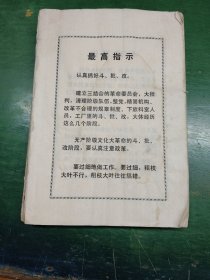 最高指示
认真搞好斗、批、改。
建立三结合的革命委员会，大批
判，清理阶级队伍，整党，精简机构，
改革不合理的规章制度，下放科室人
员，工厂里的斗、批、改，大体经历
这么几个阶段。
无产阶级文化大革命的斗、批、
改阶段，要认真注意政策。
要过细地做工作。要过细，粗枝
大叶不行，粗枝大叶往往搞错。